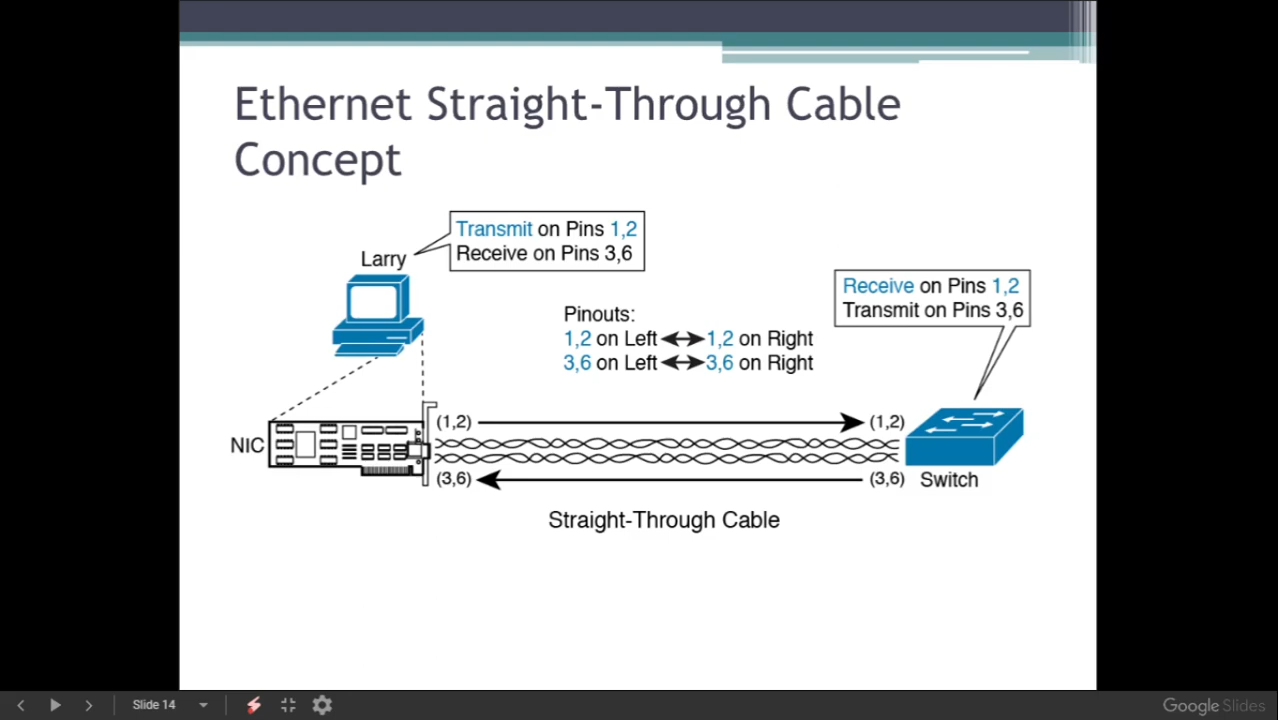 Ethernet Straight-Through Cable
Concept
Transmit on Pins 1,2
Receive on Pins 3,6
Larry
Receive on Pins 1,2
Transmit on Pins 3,6
Pinouts:
1,2 on Left 1,2 on Right
3,6 on Left 3,6 on Right
(1,2) (1,2)
NIC
(3,6) (3,6) Switch
Straight-Through Cable
Slide 14
Google Slides